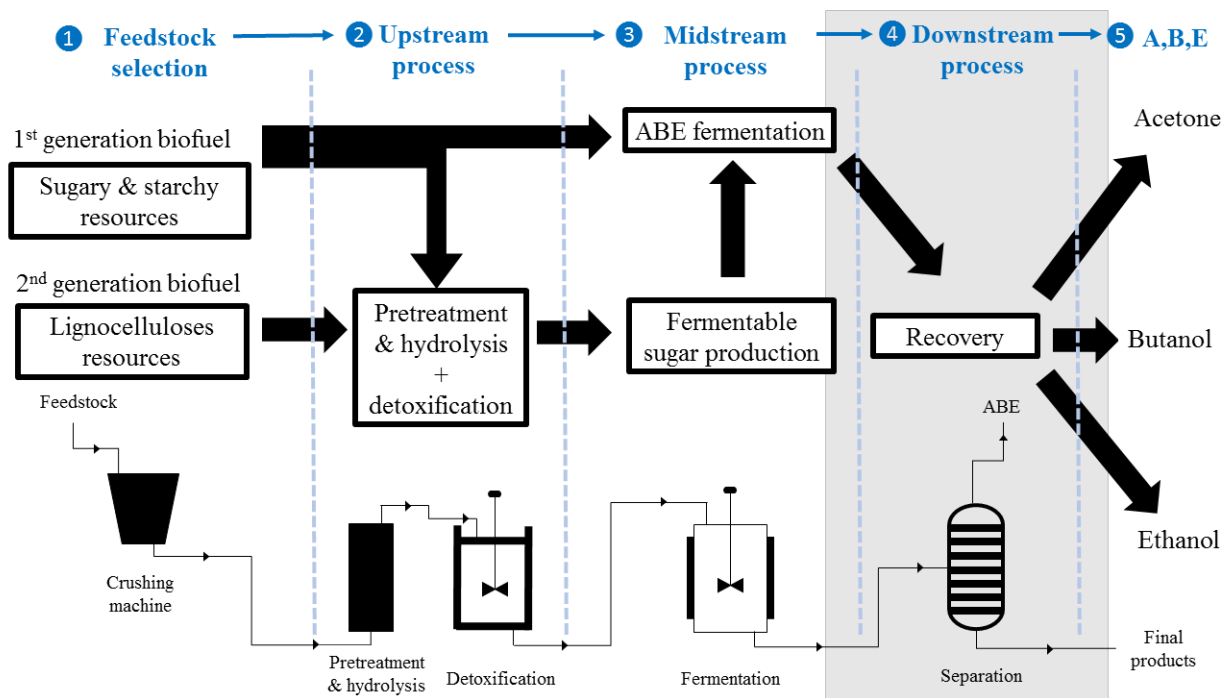 1 Feedstock
selection
2 Upstream
process
3 Midstream
process
4 Downstream
process
5 A,B,E
1st generation biofuel
Sugary & starchy
resources
ABE fermentation
Acetone
2nd generation biofuel
Lignocelluloses
resources
Pretreatment
& hydrolysis
+
detoxification
Fermentable
sugar production
Recovery
Butanol
Ethanol
Feedstock
Crushing
machine
Pretreatment
& hydrolysis
Detoxification
Fermentation
ABE
Separation
Final
products